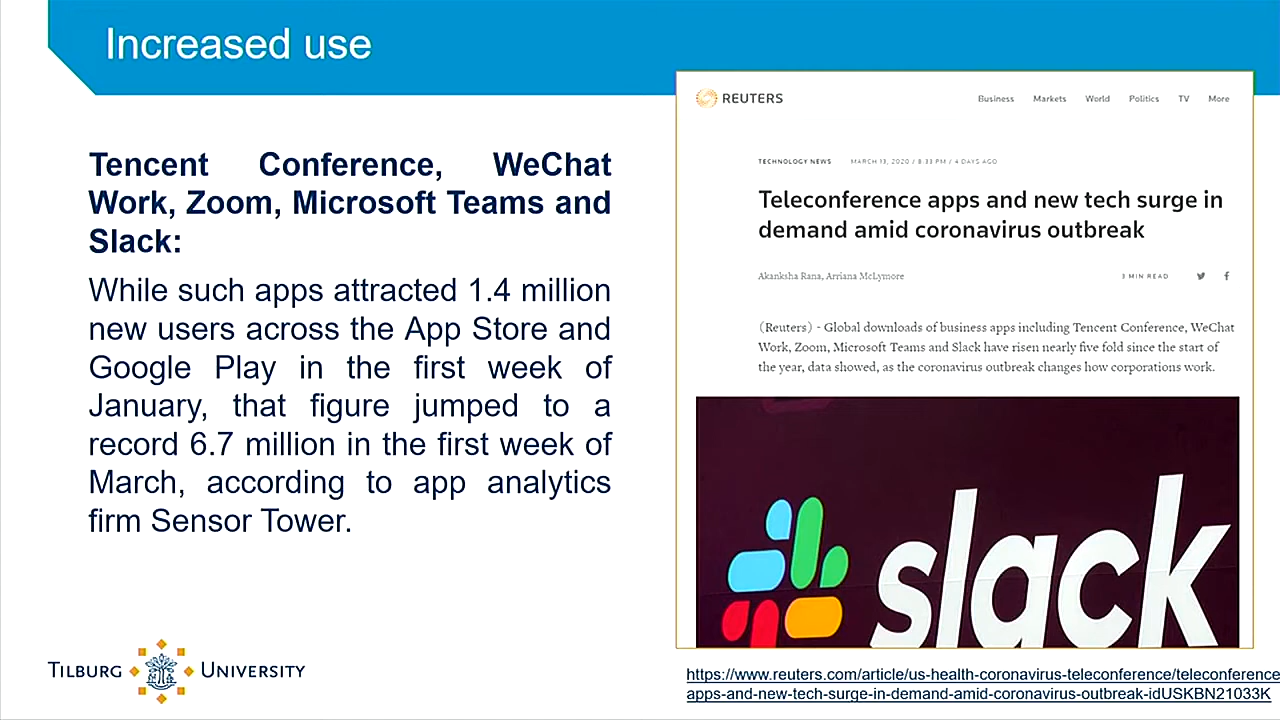 Increased use
Tencent Conference, WeChat
Work, Zoom, Microsoft Teams and
Slack:
While such apps attracted 1.4 million
new users across the App Store and
Google Play in the first week of
January, that figure jumped to a
record 6.7 million in the first week of
March, according to app analytics
firm Sensor Tower.
TILBURG UNIVERSITY
REUTERS
Business Markets World Politics TV More
TECHNOLOGY NEWS MARCH 13, 2020 / 8:33 PM / 4 DAYS AGO
Teleconference apps and new tech surge in
demand amid coronavirus outbreak
Akanksha Rana, Arriana McLymore
3 MIN READ
(Reuters) - Global downloads of business apps including Tencent Conference, WeChat
Work, Zoom, Microsoft Teams and Slack have risen nearly five fold since the start of
the year, data showed, as the coronavirus outbreak changes how corporations work.
slack
https://www.reuters.com/article/us-health-coronavirus-teleconference/teleconference
apps-and-new-tech-surge-in-demand-amid-coronavirus-outbreak-idUSKBN21033K